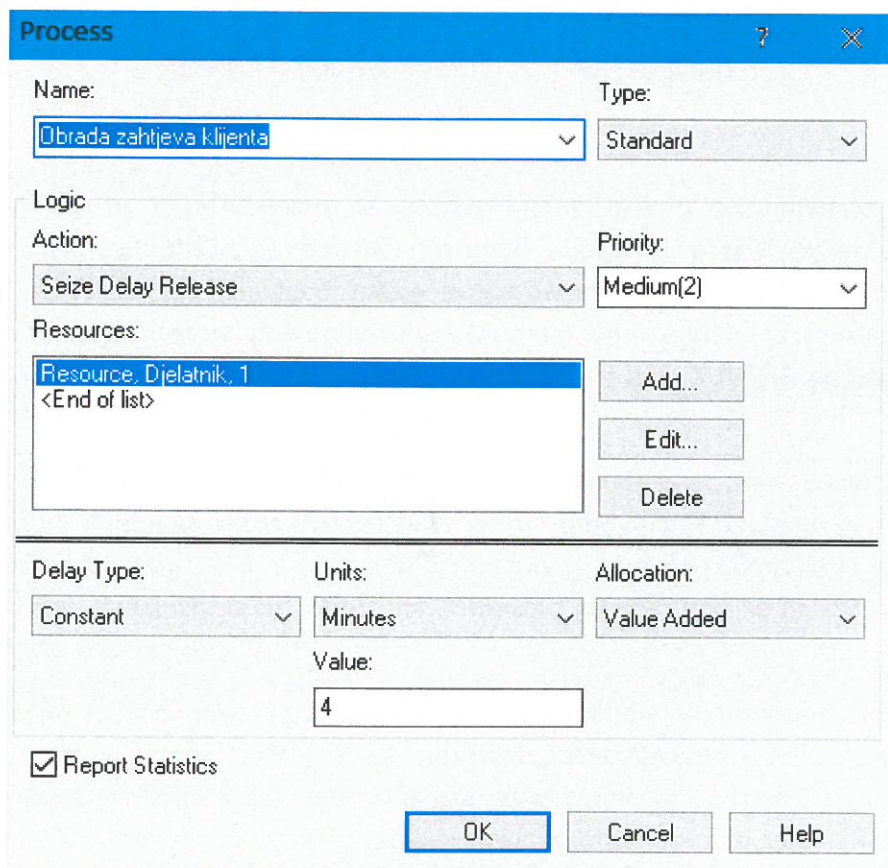 Process
Name:
Type:
Obrada zahtjeva klijenta
Standard
Logic
Action:
Priority:
Seize Delay Release
Medium(2)
Resources:
Resource, Djelatnik, 1
<End of list>
Add...
Edit...
Delete
Delay Type:
Units:
Allocation:
Constant
Minutes
Value Added
Value:
4
Report Statistics
OK
Cancel
Help